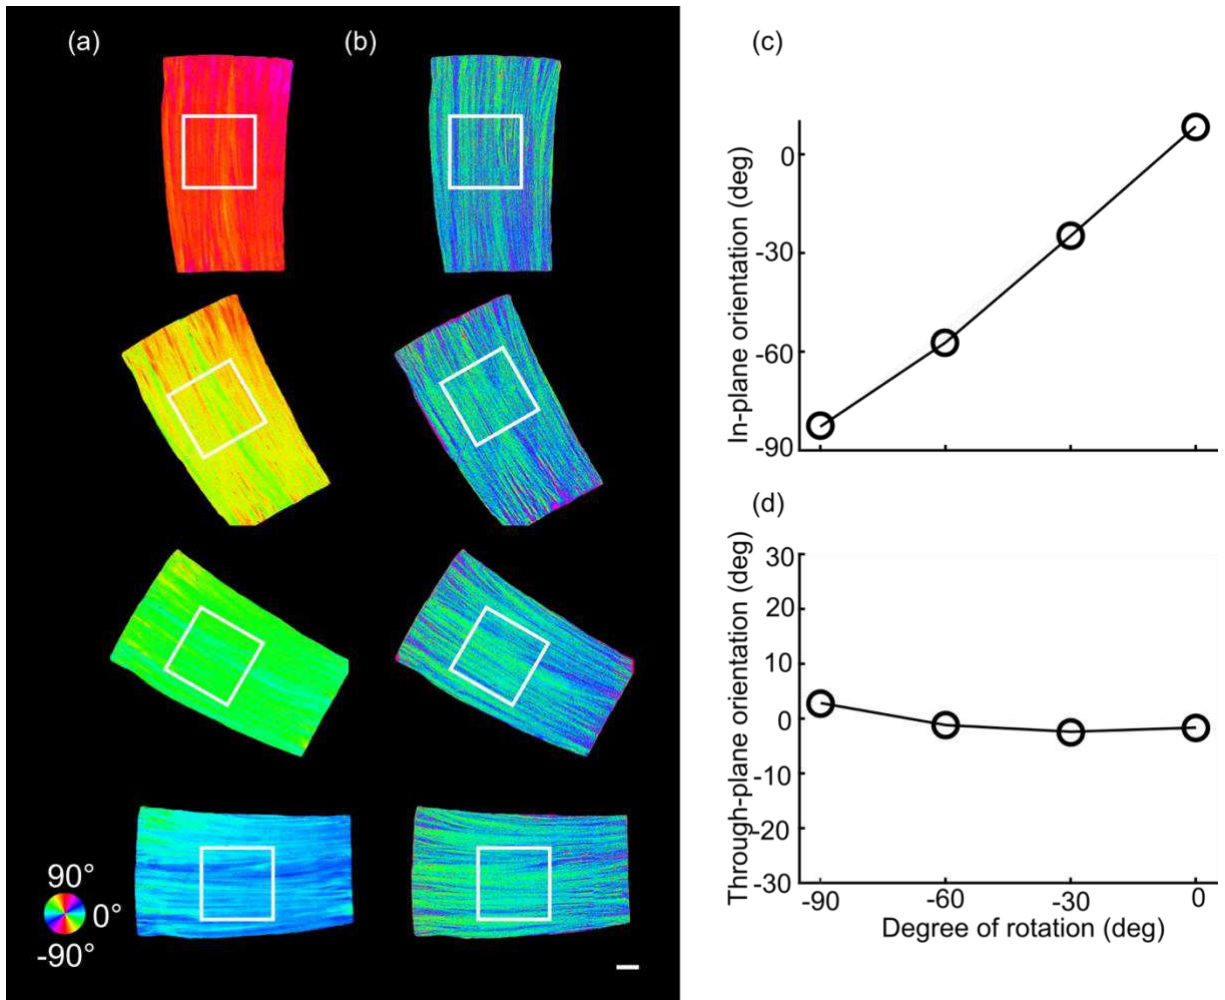 (a)
(b)
90°
0°
-90°
(c)
In-plane orientation (deg)
0
-30
-60
-90
(d)
Through-plane orientation (deg)
30
20
10
0
-10
-20
-30
-90
-60
-30
0
Degree of rotation (deg)